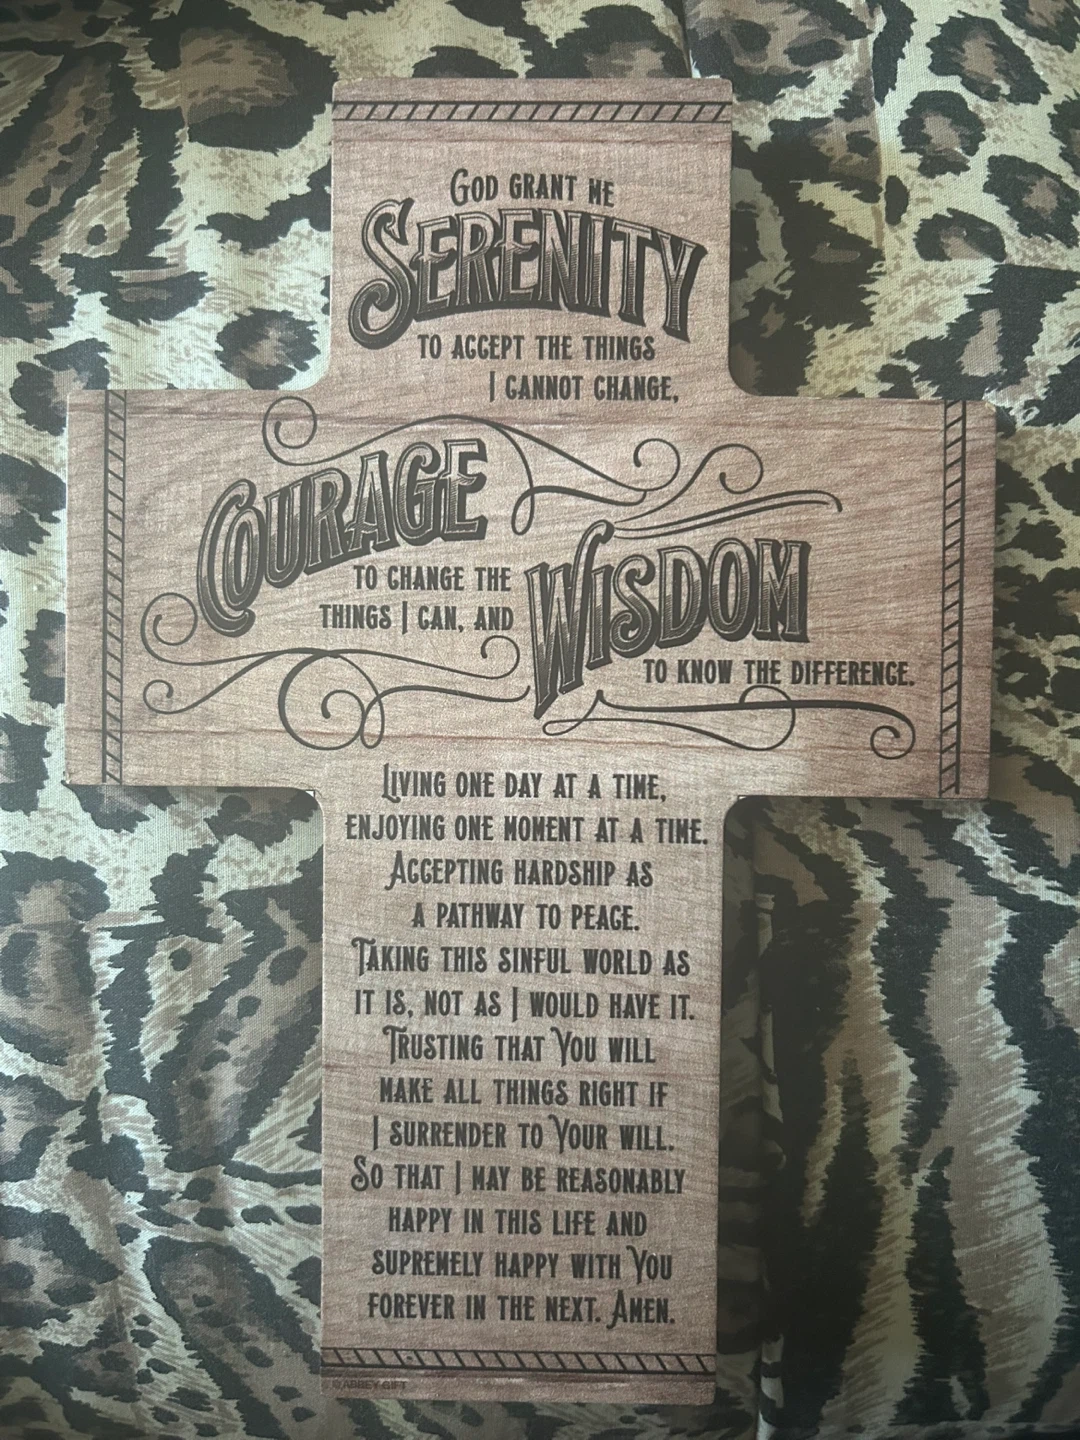 God grant me
Serenity
to accept the things
I cannot change,
Courage
to change the
things I can, and
Wisdom
to know the difference.
Living one day at a time,
enjoying one moment at a time.
Accepting hardship as
a pathway to peace.
Taking this sinful world as
it is, not as I would have it.
Trusting that You will
make all things right if
I surrender to Your will.
So that I may be reasonably
happy in this life and
supremely happy with You
forever in the next. Amen.
©Abbey Gift